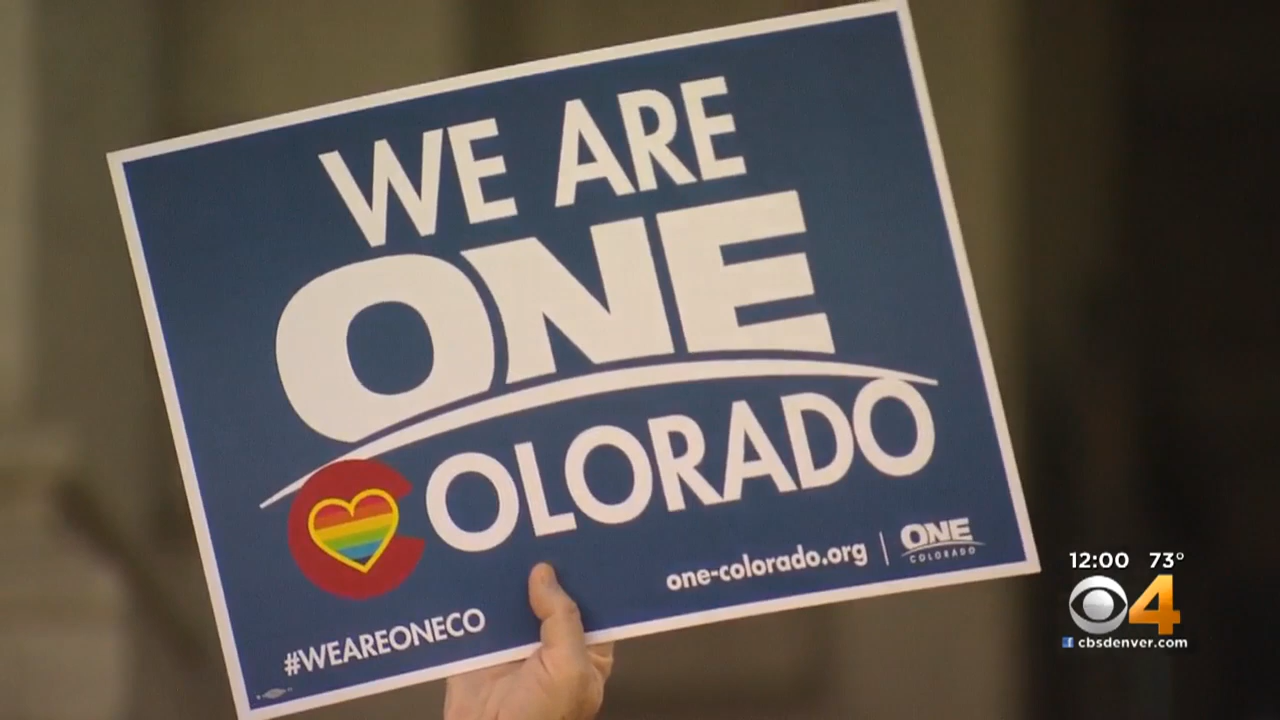 WE ARE
ONE
COLORADO
one-colorado.org | ONE
COLORADO
#WEAREONECO
12:00 73°
4
cbsdenver.com